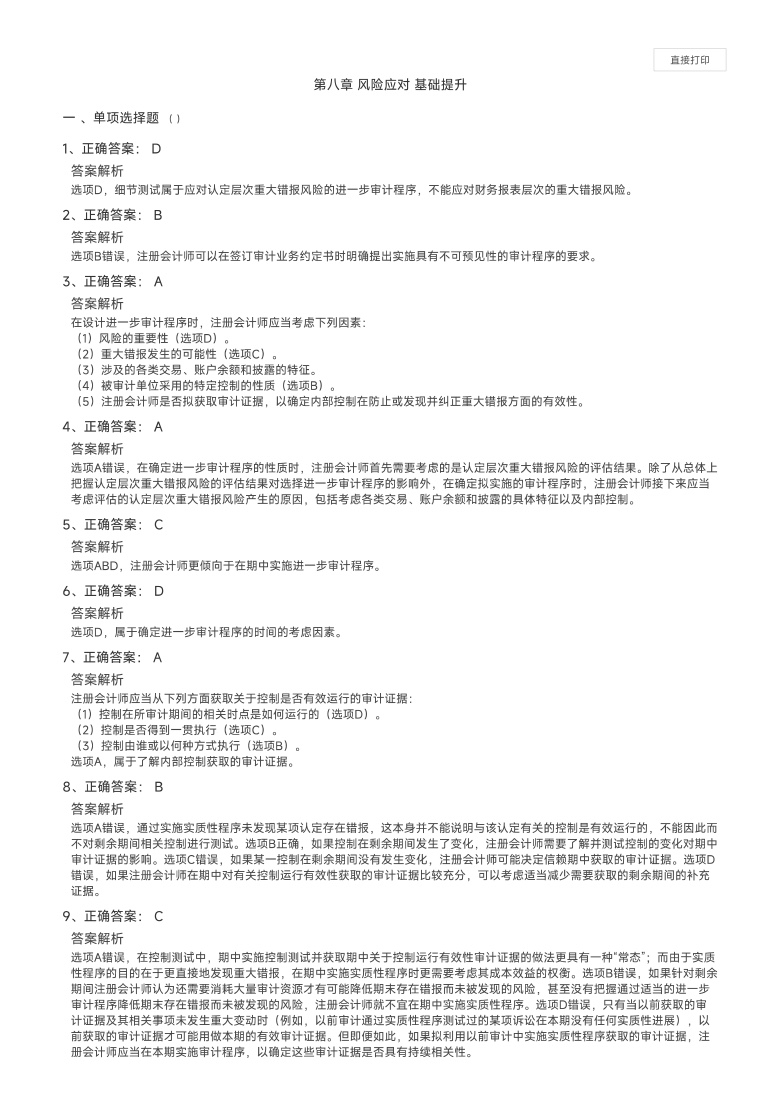 直接打印
第八章 风险应对 基础提升
一 、单项选择题 （ ）
1、正确答案： D
答案解析
选项D，细节测试属于应对认定层次重大错报风险的进一步审计程序，不能应对财务报表层次的重大错报风险。
2、正确答案： B
答案解析
选项B错误，注册会计师可以在签订审计业务约定书时明确提出实施具有不可预见性的审计程序的要求。
3、正确答案： A
答案解析
在设计进一步审计程序时，注册会计师应当考虑下列因素：
（1）风险的重要性（选项D）。
（2）重大错报发生的可能性（选项C）。
（3）涉及的各类交易、账户余额和披露的特征。
（4）被审计单位采用的特定控制的性质（选项B）。
（5）注册会计师是否拟获取审计证据，以确定内部控制在防止或发现并纠正重大错报方面的有效性。
4、正确答案： A
答案解析
选项A错误，在确定进一步审计程序的性质时，注册会计师首先需要考虑的是认定层次重大错报风险的评估结果。除了从总体上
把握认定层次重大错报风险的评估结果对选择进一步审计程序的影响外，在确定拟实施的审计程序时，注册会计师接下来应当
考虑评估的认定层次重大错报风险产生的原因，包括考虑各类交易、账户余额和披露的具体特征以及内部控制。
5、正确答案： C
答案解析
选项ABD，注册会计师更倾向于在期中实施进一步审计程序。
6、正确答案： D
答案解析
选项D，属于确定进一步审计程序的时间的考虑因素。
7、正确答案： A
答案解析
注册会计师应当从下列方面获取关于控制是否有效运行的审计证据：
（1）控制在所审计期间的相关时点是如何运行的（选项D）。
（2）控制是否得到一贯执行（选项C）。
（3）控制由谁或以何种方式执行（选项B）。
选项A，属于了解内部控制获取的审计证据。
8、正确答案： B
答案解析
选项A错误，通过实施实质性程序未发现某项认定存在错报，这本身并不能说明与该认定有关的控制是有效运行的，不能因此而
不对剩余期间相关控制进行测试。选项B正确，如果控制在剩余期间发生了变化，注册会计师需要了解并测试控制的变化对期中
审计证据的影响。选项C错误，如果某一控制在剩余期间没有发生变化，注册会计师可能决定信赖期中获取的审计证据。选项D
错误，如果注册会计师在期中对有关控制运行有效性获取的审计证据比较充分，可以考虑适当减少需要获取的剩余期间的补充
证据。
9、正确答案： C
答案解析
选项A错误，在控制测试中，期中实施控制测试并获取期中关于控制运行有效性审计证据的做法更具有一种“常态”；而由于实质
性程序的目的在于更直接地发现重大错报，在期中实施实质性程序时更需要考虑其成本效益的权衡。选项B错误，如果针对剩余
期间注册会计师认为还需要消耗大量审计资源才有可能降低期末存在错报而未被发现的风险，甚至没有把握通过适当的进一步
审计程序降低期末存在错报而未被发现的风险，注册会计师就不宜在期中实施实质性程序。选项D错误，只有当以前获取的审
计证据及其相关事项未发生重大变动时（例如，以前审计通过实质性程序测试过的某项诉讼在本期没有任何实质性进展），以
前获取的审计证据才可能用做本期的有效审计证据。但即便如此，如果拟利用以前审计中实施实质性程序获取的审计证据，注
册会计师应当在本期实施审计程序，以确定这些审计证据是否具有持续相关性。